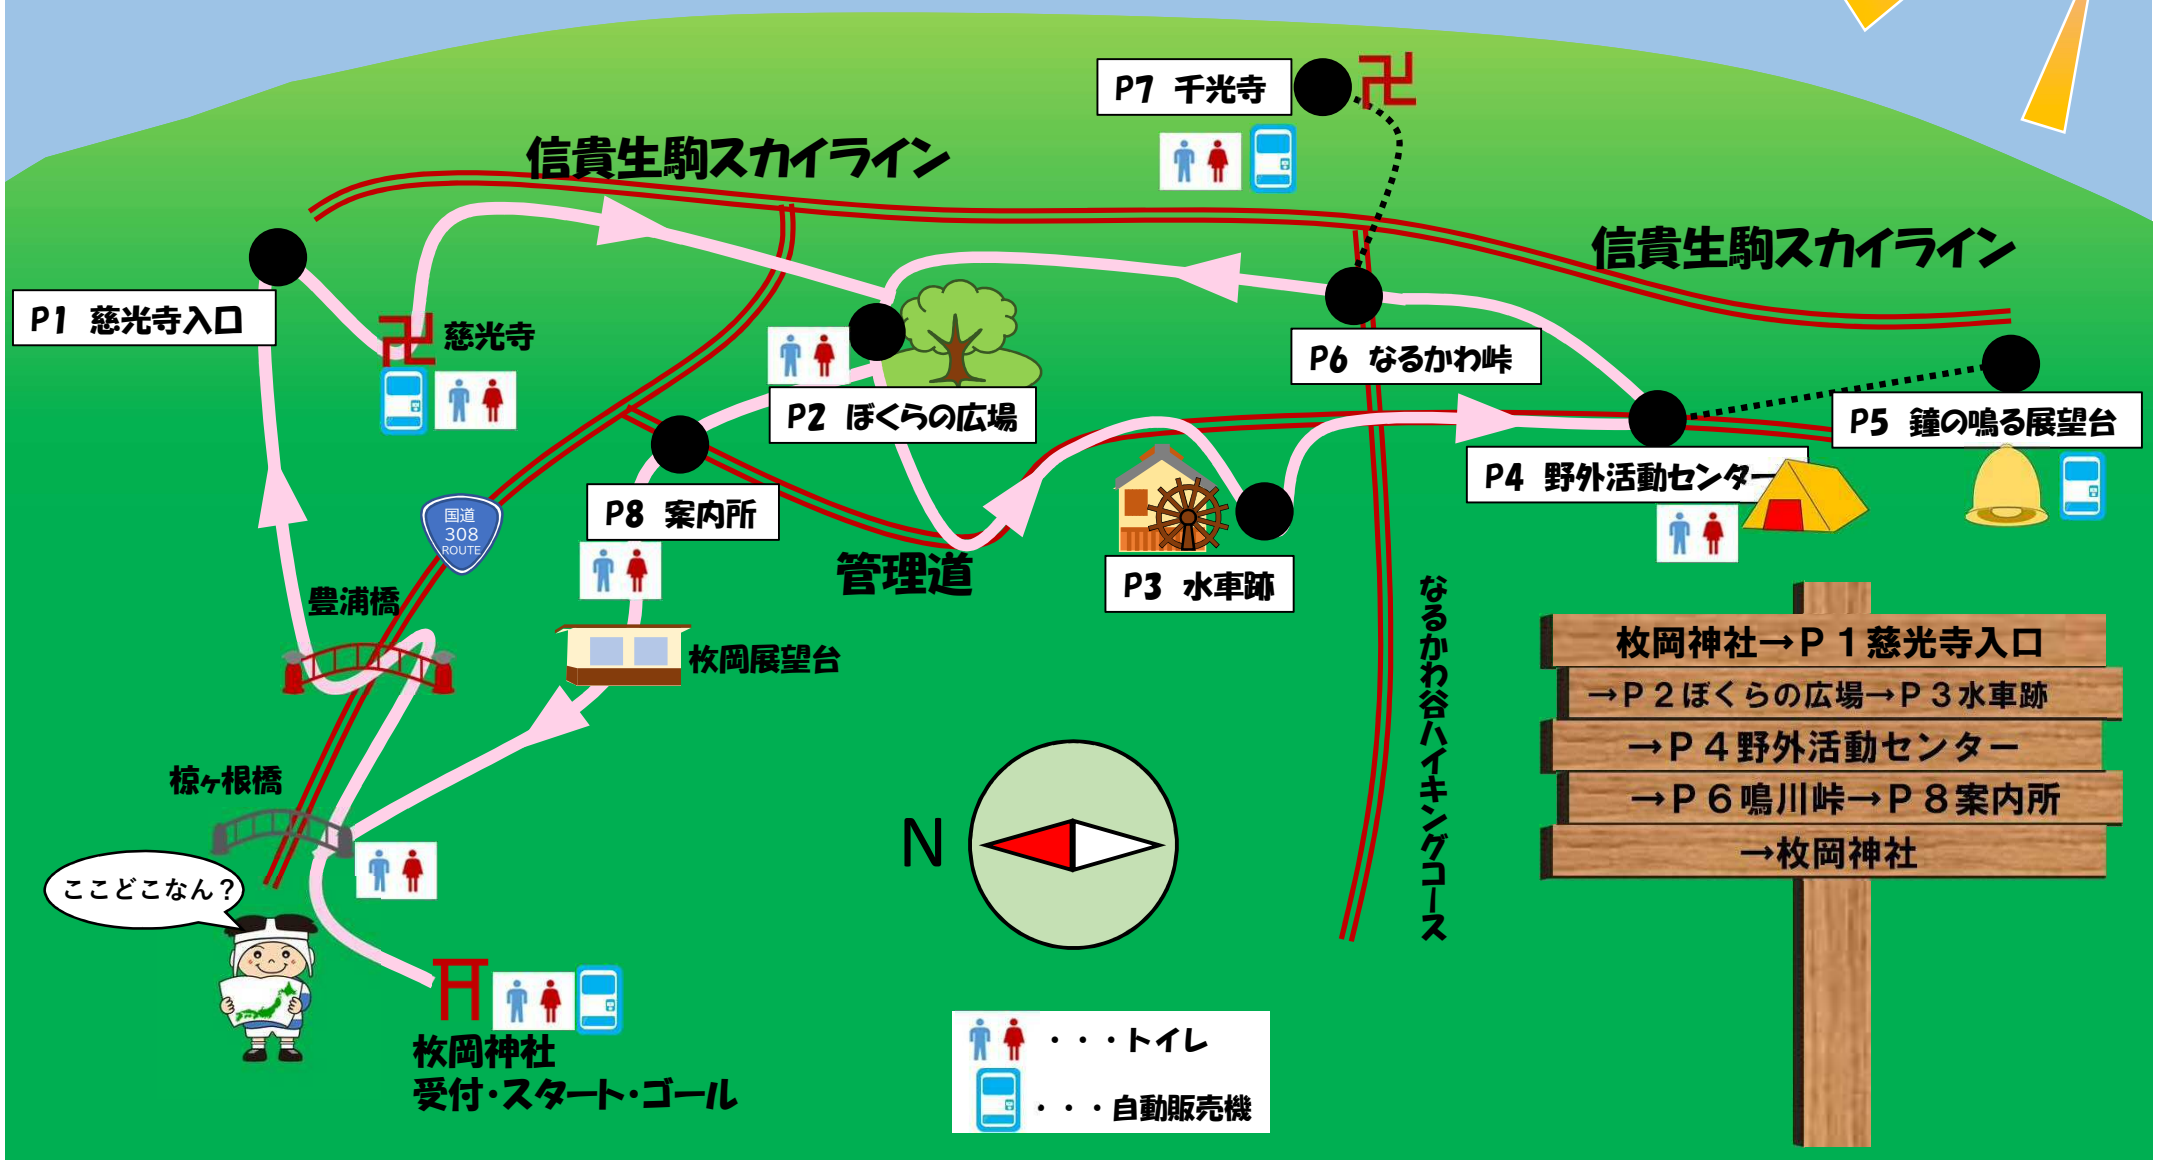 P7 千光寺
信貴生駒スカイライン
信貴生駒スカイライン
P1 慈光寺入口
慈光寺
P6 なるかわ峠
P2 ぼくらの広場
P5 鐘の鳴る展望台
P4 野外活動センター
P8 案内所
国道
308
ROUTE
管理道
P3 水車跡
豊浦橋
なるかわ谷ハイキングコース
枚岡展望台
椋ヶ根橋
N
ここどこなん？
枚岡神社
受付・スタート・ゴール
・・・トイレ
・・・自動販売機
枚岡神社→P1慈光寺入口
→P2ぼくらの広場→P3水車跡
→P4野外活動センター
→P6鳴川峠→P8案内所
→枚岡神社